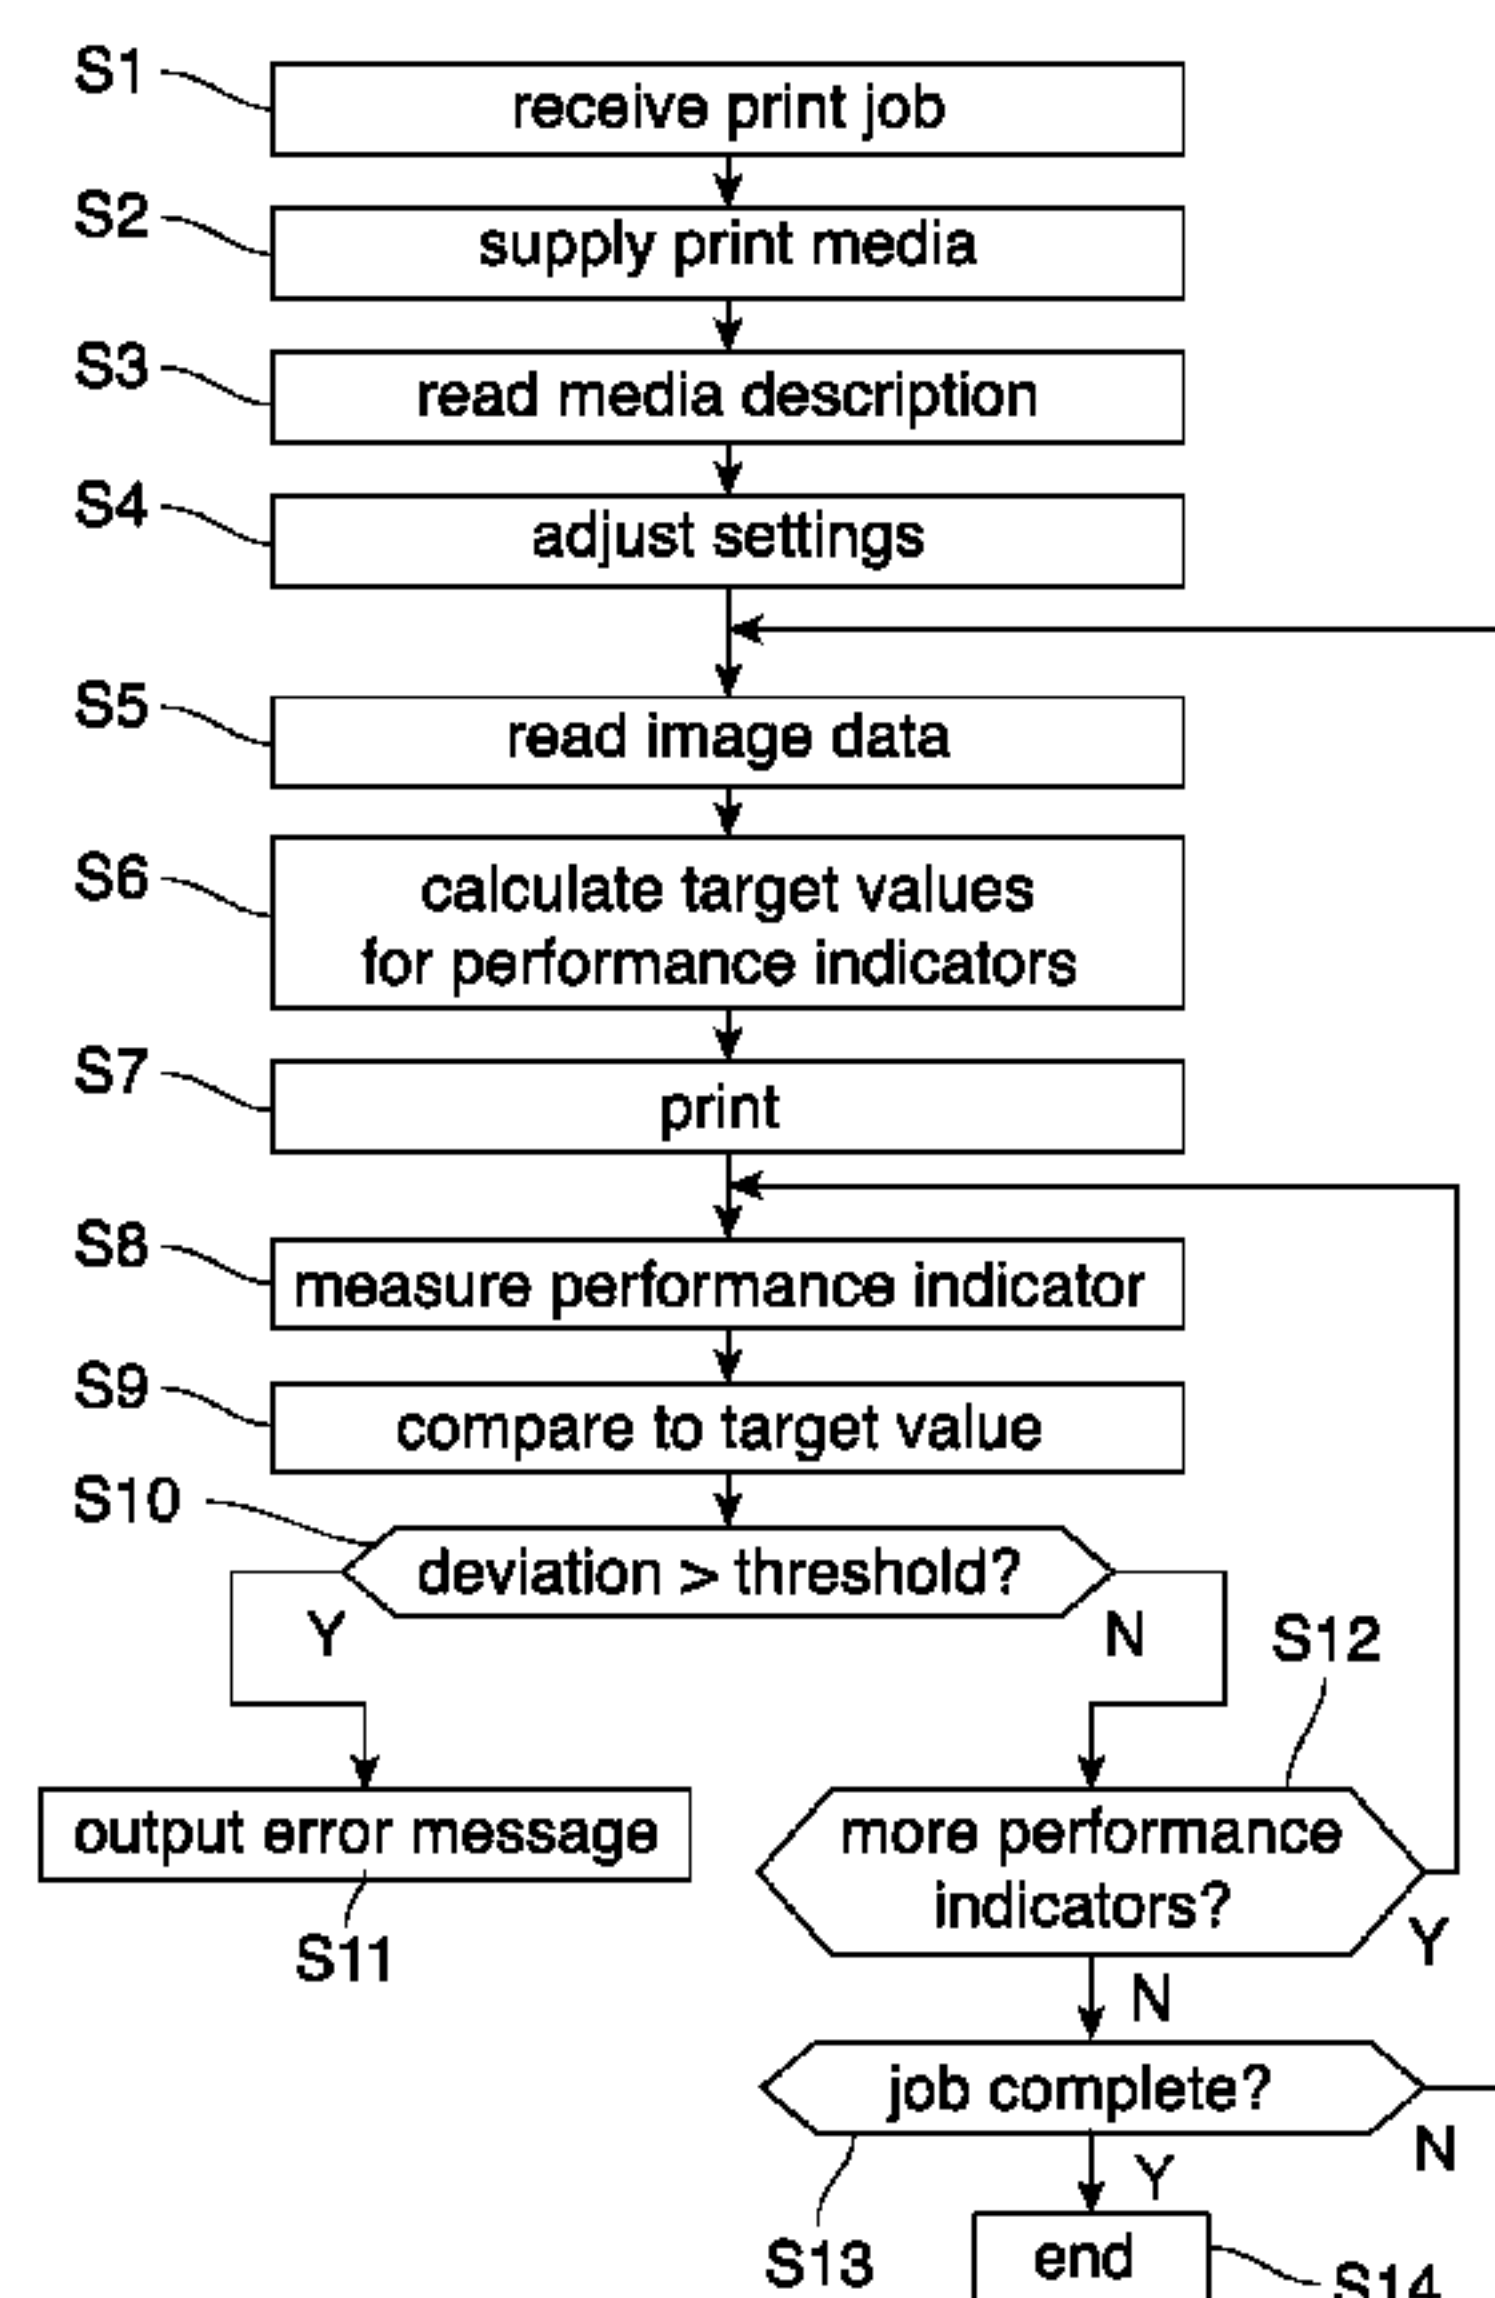 S1
receive print job
S2
supply print media
S3
read media description
S4
adjust settings
S5
read image data
S6
calculate target values
for performance indicators
S7
print
S8
measure performance indicator
S9
compare to target value
S10
deviation > threshold?
Y
N
S12
output error message
more performance
indicators?
Y
S11
N
job complete?
N
Y
S13
end
S14